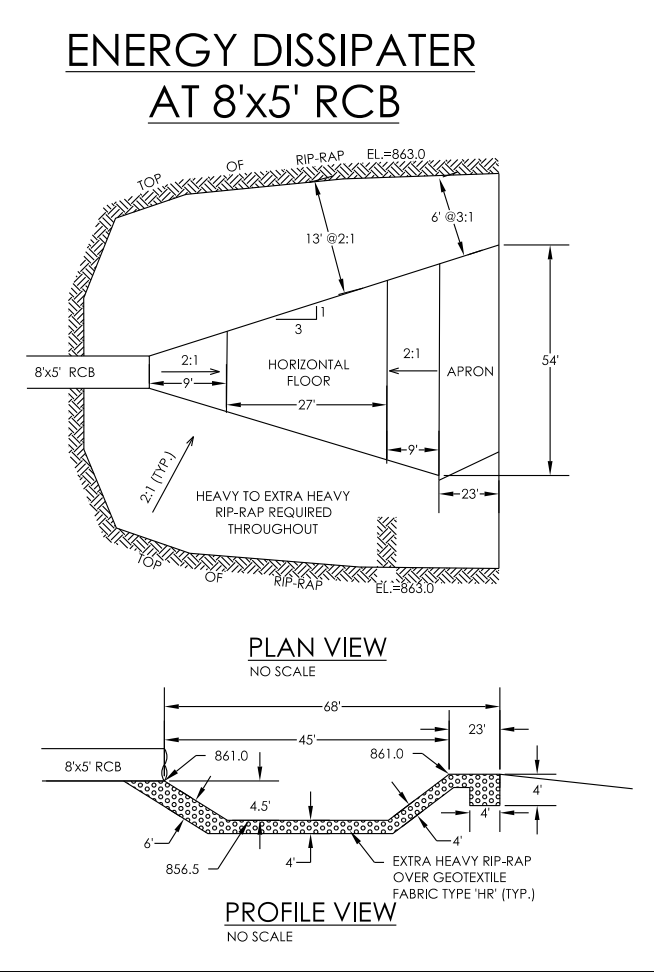 ENERGY DISSIPATER
AT 8'x5' RCB
TOP OF RIP-RAP EL.=863.0
13' @2:1
6' @3:1
1
3
8'x5' RCB
2:1
9'
HORIZONTAL
FLOOR
27'
2:1
9'
APRON
54'
23'
2:1 (TYP.)
HEAVY TO EXTRA HEAVY
RIP-RAP REQUIRED
THROUGHOUT
TOP OF RIP-RAP EL.=863.0
PLAN VIEW
NO SCALE
68'
45'
23'
8'x5' RCB
861.0
861.0
4.5'
4'
4'
6'
856.5
4'
4'
EXTRA HEAVY RIP-RAP
OVER GEOTEXTILE
FABRIC TYPE 'HR' (TYP.)
PROFILE VIEW
NO SCALE